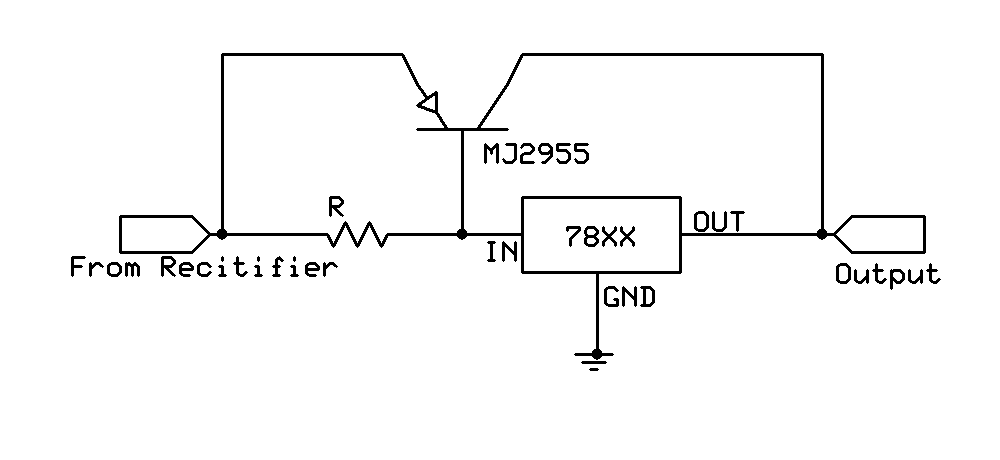 MJ2955
R
OUT
78XX
IN
From Recitifier
Output
GND